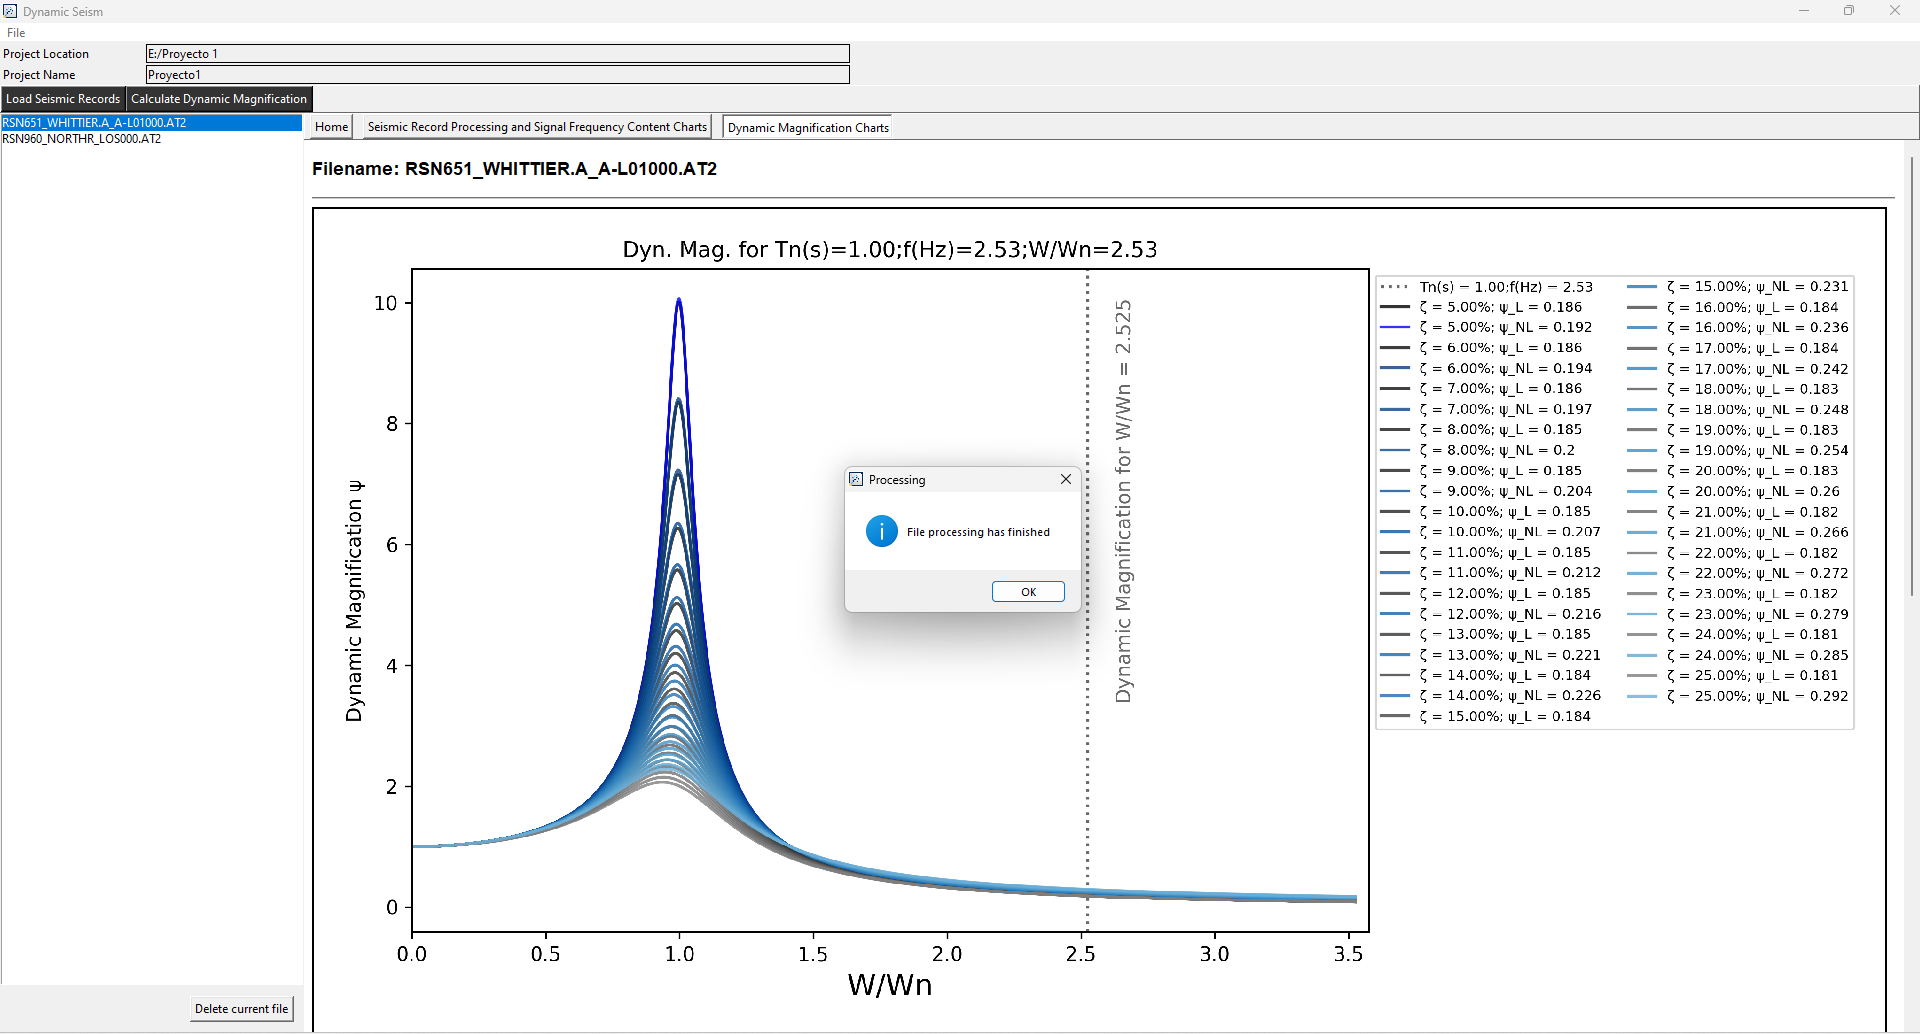 Dynamic Seism
File
Project Location E:/Proyecto 1
Project Name Proyecto1
Load Seismic Records Calculate Dynamic Magnification
RSN651_WHITTIER.A_A-L01000.AT2
RSN960_NORTHR_LOS000.AT2
Home Seismic Record Processing and Signal Frequency Content Charts Dynamic Magnification Charts
Filename: RSN651_WHITTIER.A_A-L01000.AT2
Dyn. Mag. for Tn(s)=1.00;f(Hz)=2.53;W/Wn=2.53
10
8
6
4
2
0
Dynamic Magnification ψ
0.0 0.5 1.0 1.5 2.0 2.5 3.0 3.5
W/Wn
Dynamic Magnification for W/Wn = 2.525
Processing
File processing has finished
OK
Tn(s) = 1.00;f(Hz) = 2.53
ζ = 5.00%; ψ_L = 0.186
ζ = 5.00%; ψ_NL = 0.192
ζ = 6.00%; ψ_L = 0.186
ζ = 6.00%; ψ_NL = 0.194
ζ = 7.00%; ψ_L = 0.186
ζ = 7.00%; ψ_NL = 0.197
ζ = 8.00%; ψ_L = 0.185
ζ = 8.00%; ψ_NL = 0.2
ζ = 9.00%; ψ_L = 0.185
ζ = 9.00%; ψ_NL = 0.204
ζ = 10.00%; ψ_L = 0.185
ζ = 10.00%; ψ_NL = 0.207
ζ = 11.00%; ψ_L = 0.185
ζ = 11.00%; ψ_NL = 0.212
ζ = 12.00%; ψ_L = 0.185
ζ = 12.00%; ψ_NL = 0.216
ζ = 13.00%; ψ_L = 0.185
ζ = 13.00%; ψ_NL = 0.221
ζ = 14.00%; ψ_L = 0.184
ζ = 14.00%; ψ_NL = 0.226
ζ = 15.00%; ψ_L = 0.184
ζ = 15.00%; ψ_NL = 0.231
ζ = 16.00%; ψ_L = 0.184
ζ = 16.00%; ψ_NL = 0.236
ζ = 17.00%; ψ_L = 0.184
ζ = 17.00%; ψ_NL = 0.242
ζ = 18.00%; ψ_L = 0.183
ζ = 18.00%; ψ_NL = 0.248
ζ = 19.00%; ψ_L = 0.183
ζ = 19.00%; ψ_NL = 0.254
ζ = 20.00%; ψ_L = 0.183
ζ = 20.00%; ψ_NL = 0.26
ζ = 21.00%; ψ_L = 0.182
ζ = 21.00%; ψ_NL = 0.266
ζ = 22.00%; ψ_L = 0.182
ζ = 22.00%; ψ_NL = 0.272
ζ = 23.00%; ψ_L = 0.182
ζ = 23.00%; ψ_NL = 0.279
ζ = 24.00%; ψ_L = 0.181
ζ = 24.00%; ψ_NL = 0.285
ζ = 25.00%; ψ_L = 0.181
ζ = 25.00%; ψ_NL = 0.292
Delete current file